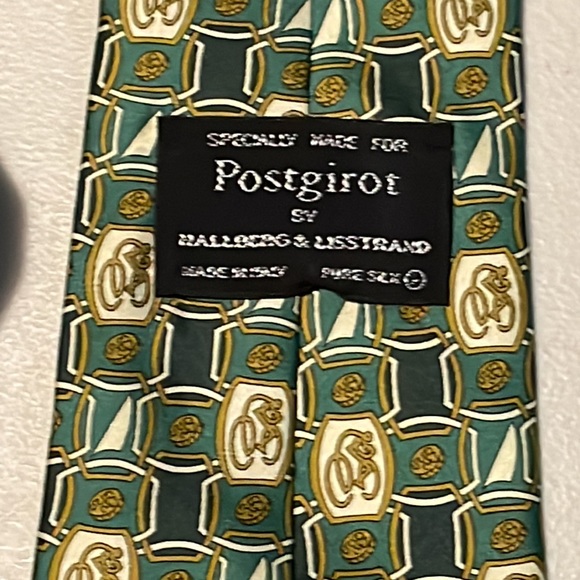 SPECIALLY MADE FOR
Postgirot
BY
HALLBERG & LISSTRAND
MADE IN ITALY PURE SILK